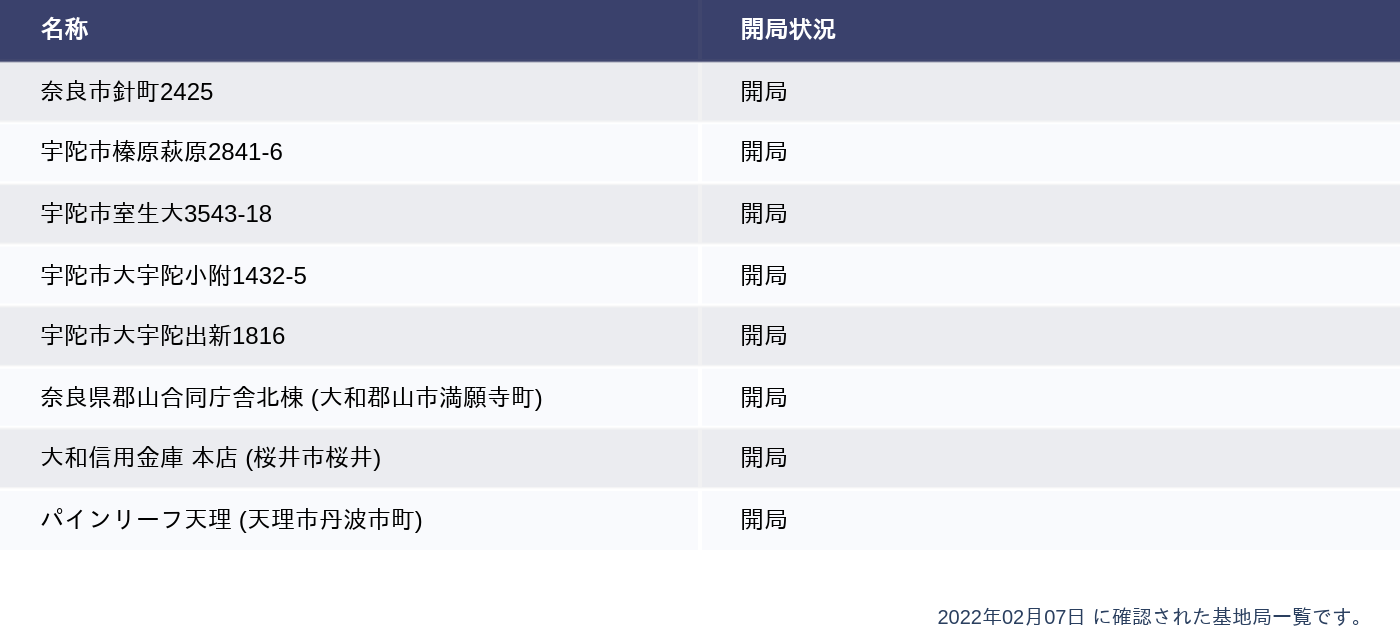 名称 開局状況
奈良市針町2425 開局
宇陀市榛原萩原2841-6 開局
宇陀市室生大3543-18 開局
宇陀市大宇陀小附1432-5 開局
宇陀市大宇陀出新1816 開局
奈良県郡山合同庁舎北棟 (大和郡山市満願寺町) 開局
大和信用金庫 本店 (桜井市桜井) 開局
パインリーフ天理 (天理市丹波市町) 開局
2022年02月07日 に確認された基地局一覧です。